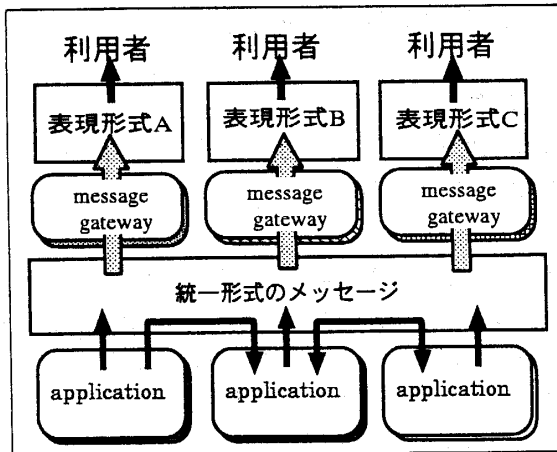 利用者 利用者 利用者
表現形式A 表現形式B 表現形式C
message message message
gateway gateway gateway
統一形式のメッセージ
application application application